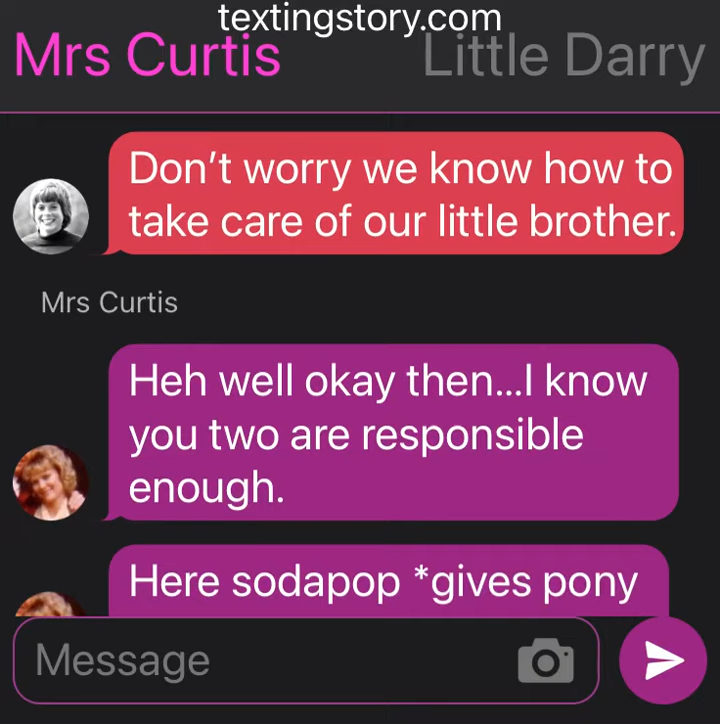 textingstory.com
Mrs Curtis Little Darry
Don’t worry we know how to
take care of our little brother.
Mrs Curtis
Heh well okay then...I know
you two are responsible
enough.
Here sodapop *gives pony
Message